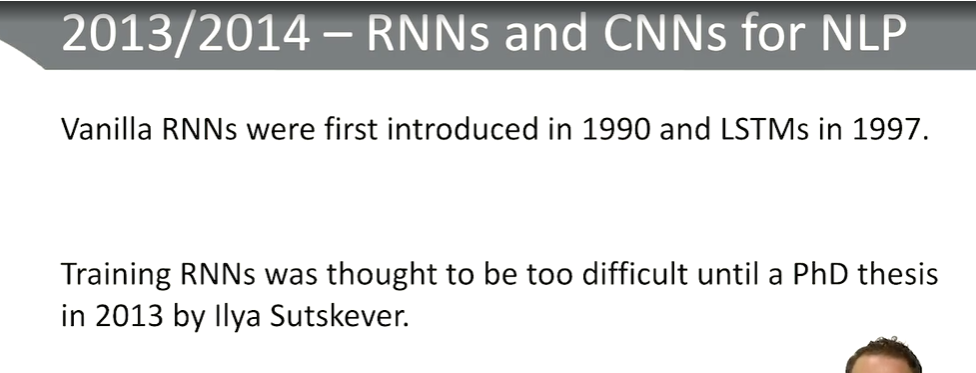 2013/2014 – RNNs and CNNs for NLP
Vanilla RNNs were first introduced in 1990 and LSTMs in 1997.
Training RNNs was thought to be too difficult until a PhD thesis
in 2013 by Ilya Sutskever.